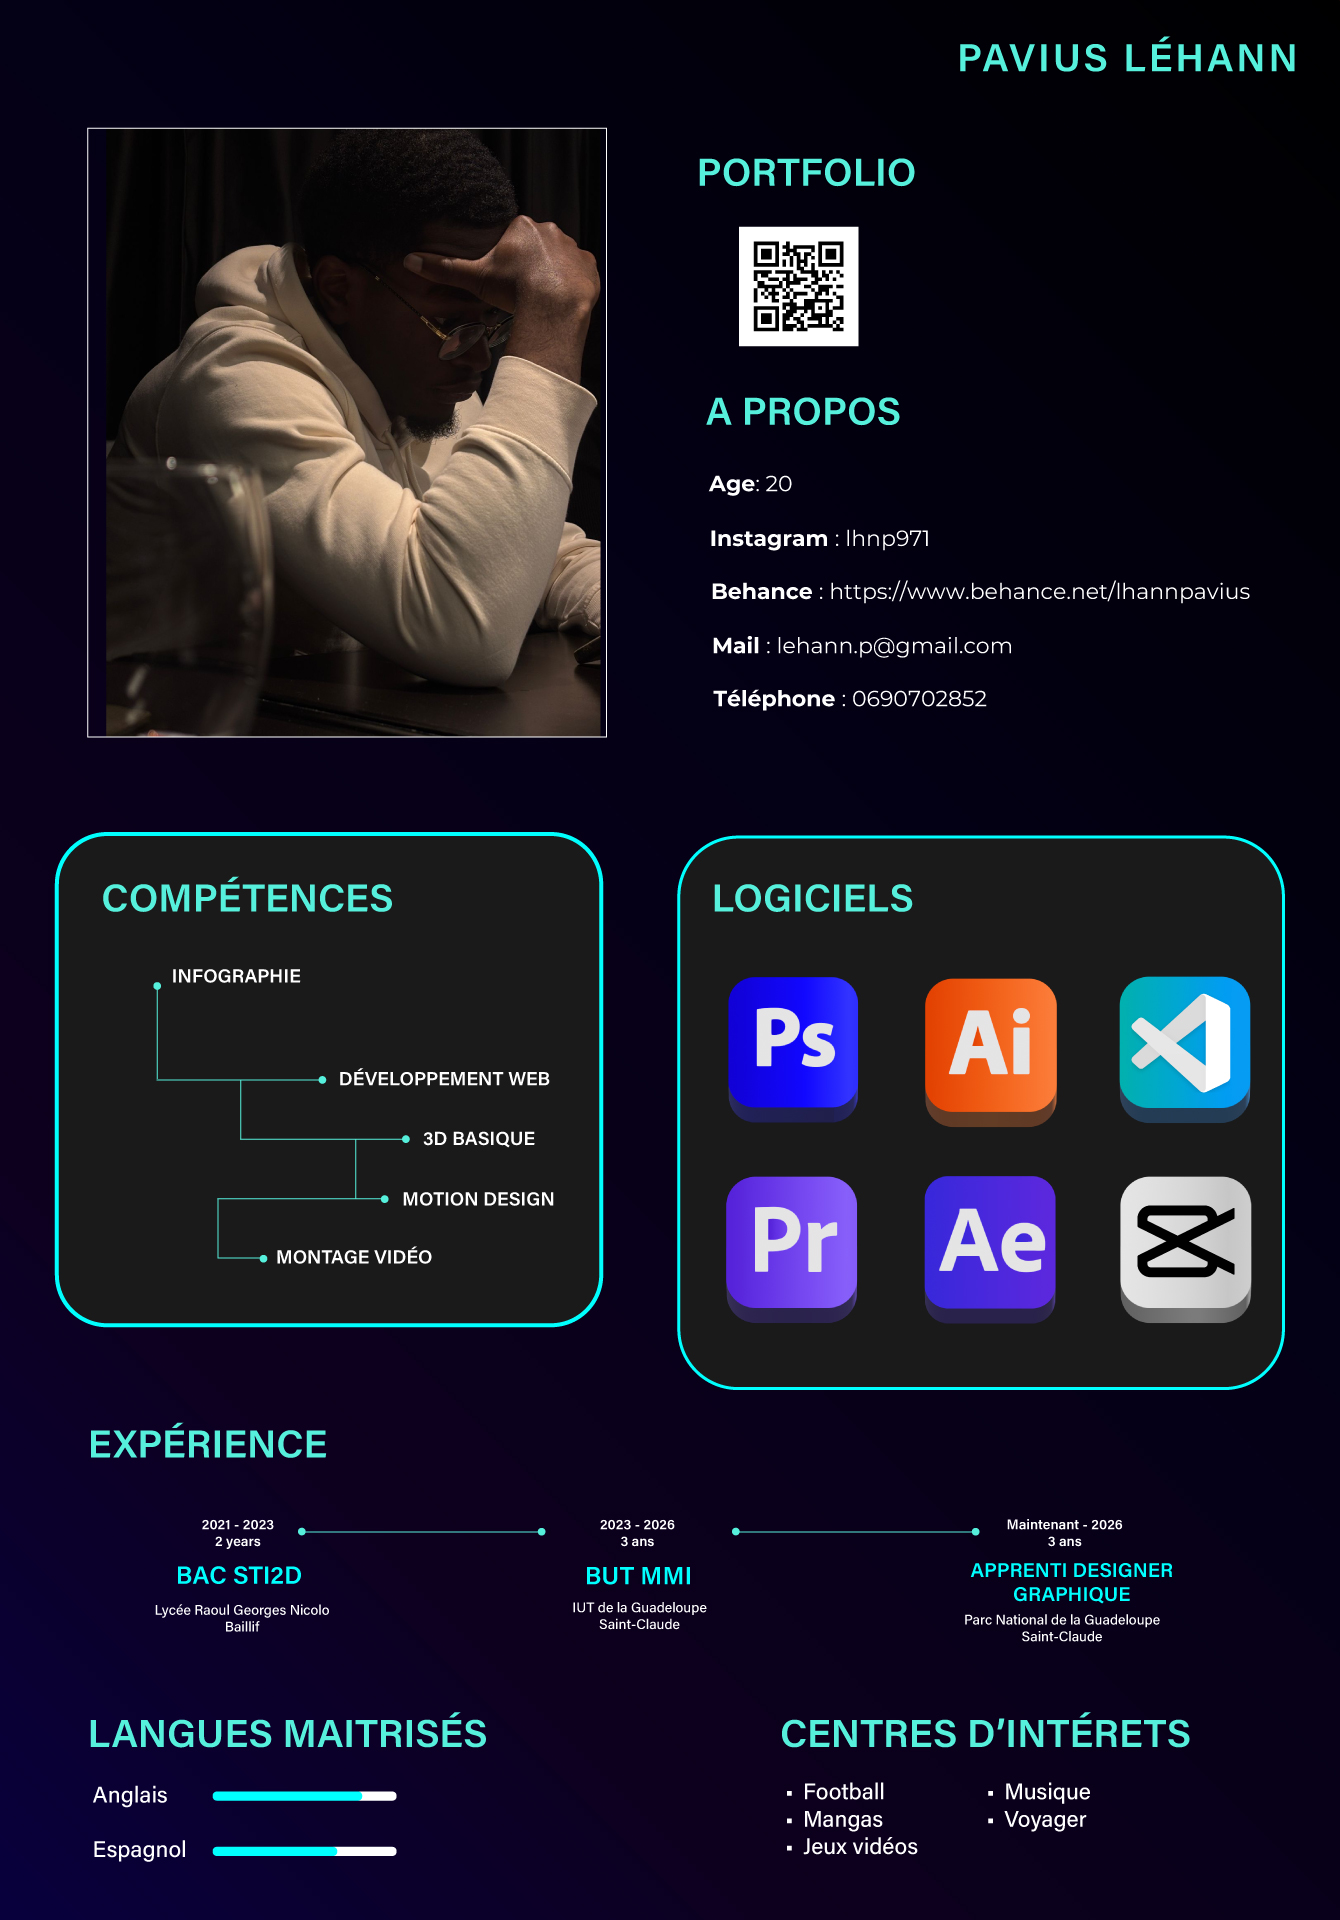 PAVIUS LÉHANN
PORTFOLIO
A PROPOS
Age: 20
Instagram : lhnp971
Behance : https://www.behance.net/lhannpavius
Mail : lehann.p@gmail.com
Téléphone : 0690702852
COMPÉTENCES
INFOGRAPHIE
DÉVELOPPEMENT WEB
3D BASIQUE
MOTION DESIGN
MONTAGE VIDÉO
LOGICIELS
Ps
Ai
Pr
Ae
EXPÉRIENCE
2021 - 2023
2 years
BAC STI2D
Lycée Raoul Georges Nicolo
Baillif
2023 - 2026
3 ans
BUT MMI
IUT de la Guadeloupe
Saint-Claude
Maintenant - 2026
3 ans
APPRENTI DESIGNER
GRAPHIQUE
Parc National de la Guadeloupe
Saint-Claude
LANGUES MAITRISÉS
Anglais
Espagnol
CENTRES D’INTÉRETS
▪ Football
▪ Mangas
▪ Jeux vidéos
▪ Musique
▪ Voyager